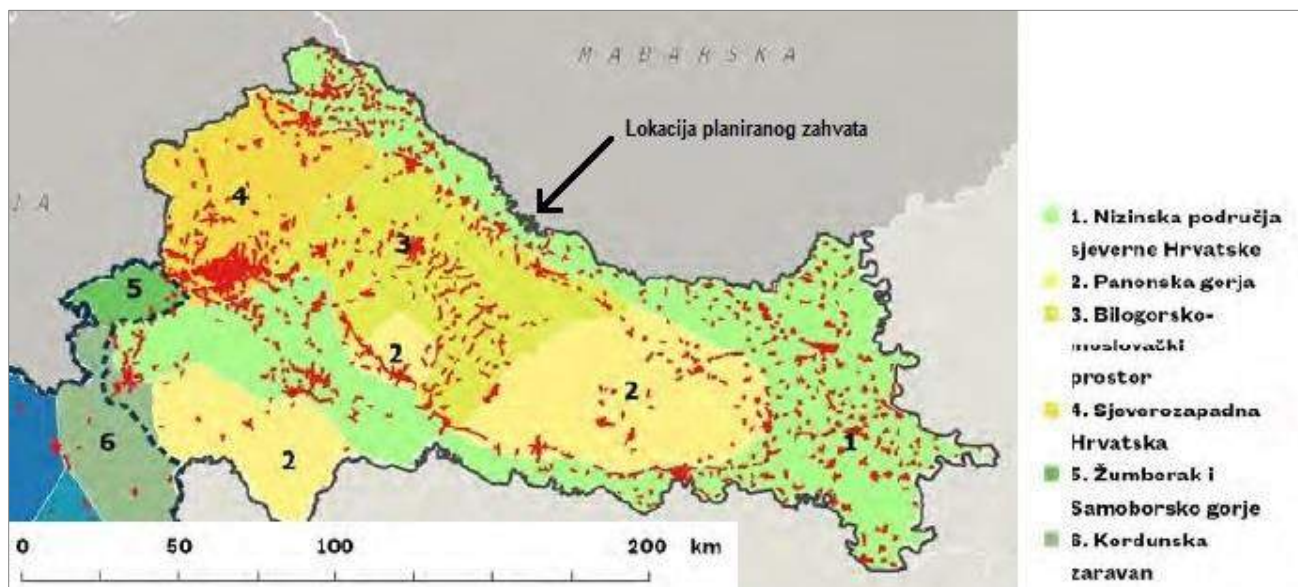 M A Đ A R S K A
Lokacija planiranog zahvata
J A
4
3
5
2
2
6
2
1
0 50 100 200 km
1. Nizinska područja
sjeverne Hrvatske
2. Panonska gorja
3. Bilogorsko-
moslovački
prostor
4. Sjeverozapadna
Hrvatska
5. Žumberak i
Samoborsko gorje
6. Kordunska
zaravan